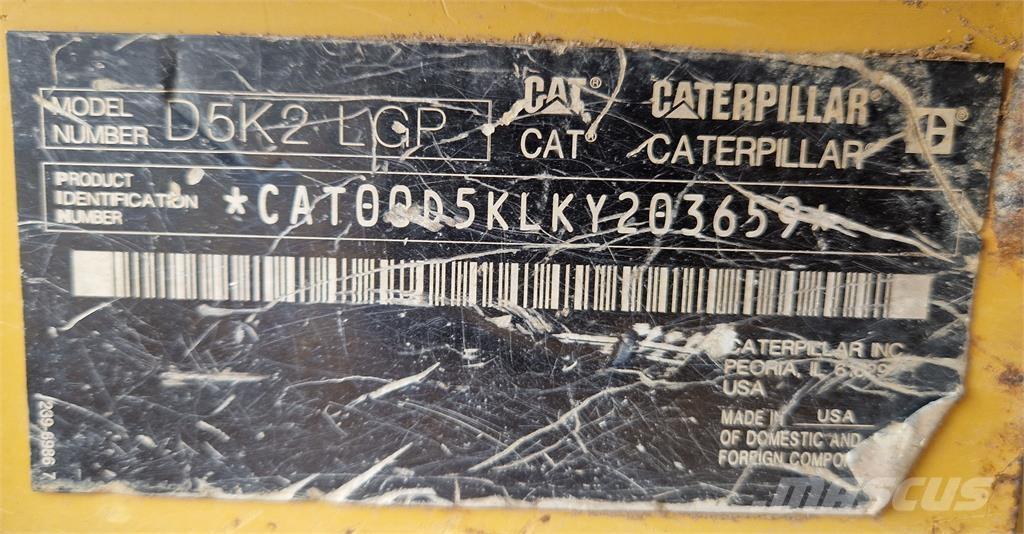 MODEL
NUMBER
D5K2 LGP
CAT® CATERPILLAR®
CAT® CATERPILLAR®
PRODUCT
IDENTIFICATION
NUMBER
*CAT00D5KLKY203659*
CATERPILLAR INC
PEORIA, IL
USA
MADE IN USA
OF DOMESTIC AND
FOREIGN
MASCUS